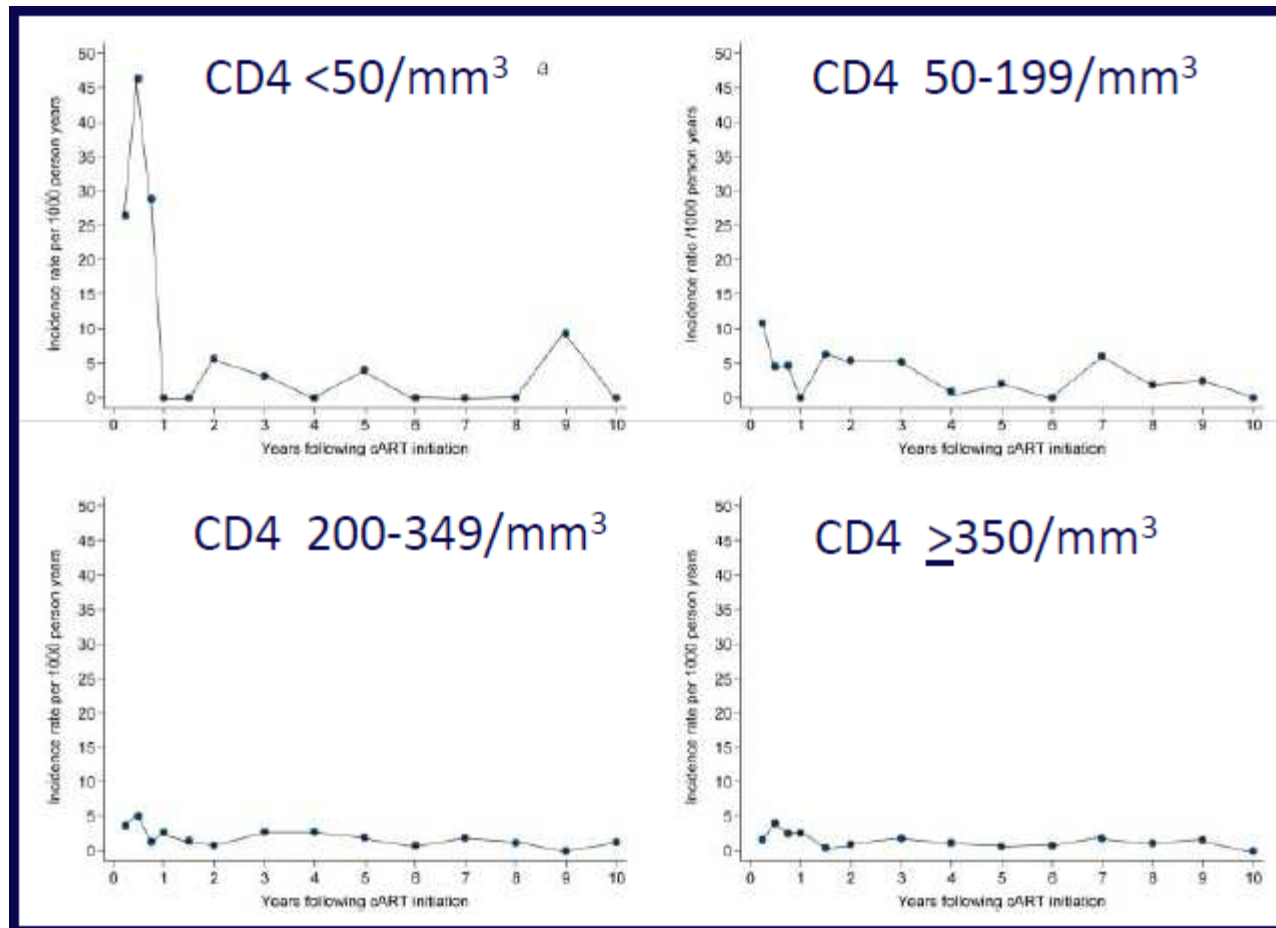 CD4 <50/mm³ a
Incidence rate per 1000 person years
50
45
40
35
30
25
20
15
10
5
0
0 1 2 3 4 5 6 7 8 9 10
Years following cART initiation
CD4 50-199/mm³
Incidence ratio /1000 person years
50
45
40
35
30
25
20
15
10
5
0
0 1 2 3 4 5 6 7 8 9 10
Years following cART initiation
CD4 200-349/mm³
Incidence rate per 1000 person years
50
45
40
35
30
25
20
15
10
5
0
0 1 2 3 4 5 6 7 8 9 10
Years following cART initiation
CD4 ≥350/mm³
Incidence rate per 1000 person years
50
45
40
35
30
25
20
15
10
5
0
0 1 2 3 4 5 6 7 8 9 10
Years following cART initiation